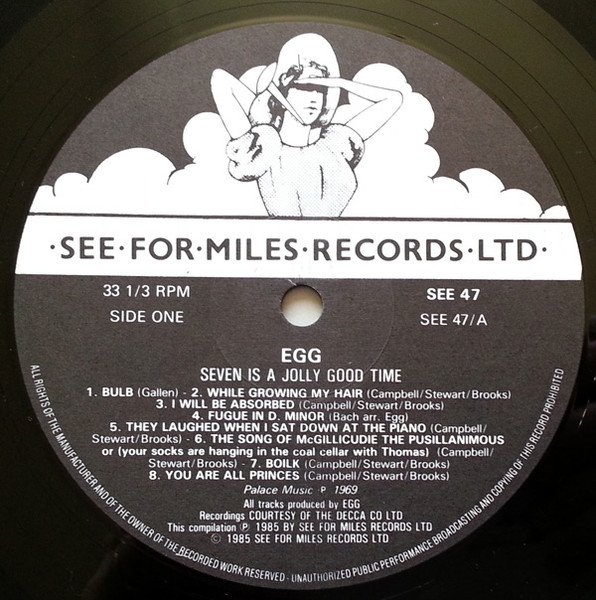 ·SEE·FOR·MILES·RECORDS·LTD·
33 1/3 RPM
SEE 47
SIDE ONE
SEE 47/A
EGG
SEVEN IS A JOLLY GOOD TIME
1. BULB (Gallen) - 2. WHILE GROWING MY HAIR (Campbell/Stewart/Brooks)
3. I WILL BE ABSORBED (Campbell/Stewart/Brooks)
4. FUGUE IN D. MINOR (Bach arr. Egg)
5. THEY LAUGHED WHEN I SAT DOWN AT THE PIANO (Campbell/
Stewart/Brooks) - 6. THE SONG OF McGILLICUDIE THE PUSILLANIMOUS
or (your socks are hanging in the coal cellar with Thomas) (Campbell/
Stewart/Brooks) - 7. BOILK (Campbell/Stewart/Brooks)
8. YOU ARE ALL PRINCES (Campbell/Stewart/Brooks)
Palace Music ℗ 1969
All tracks produced by EGG
Recordings COURTESY OF THE DECCA CO LTD
This compilation ℗ 1985 BY SEE FOR MILES RECORDS LTD
© 1985 SEE FOR MILES RECORDS LTD
ALL RIGHTS OF THE MANUFACTURER AND OF THE OWNER OF THE RECORDED WORK RESERVED - UNAUTHORIZED PUBLIC PERFORMANCE BROADCASTING AND COPYING OF THIS RECORD PROHIBITED